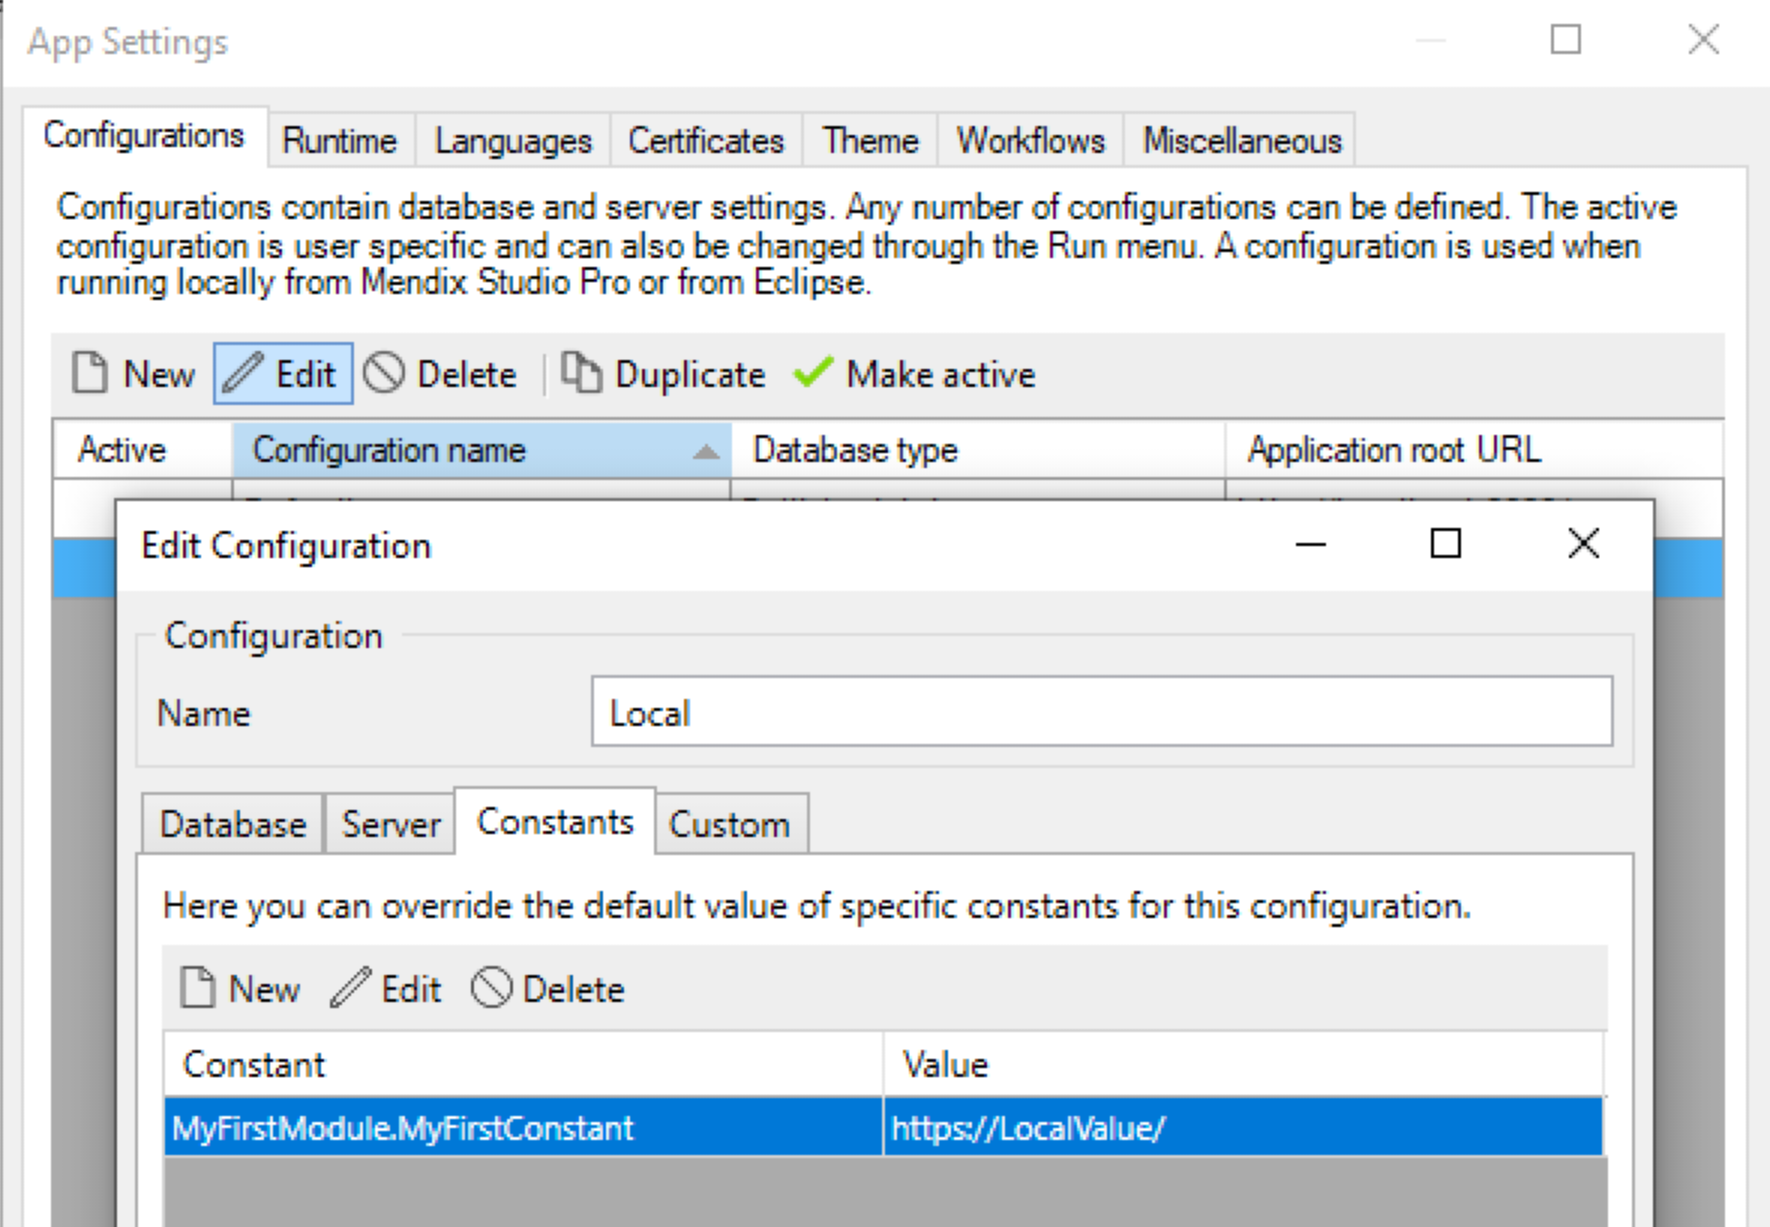 App Settings
Configurations Runtime Languages Certificates Theme Workflows Miscellaneous
Configurations contain database and server settings. Any number of configurations can be defined. The active
configuration is user specific and can also be changed through the Run menu. A configuration is used when
running locally from Mendix Studio Pro or from Eclipse.
New Edit Delete Duplicate Make active
Active Configuration name Database type Application root URL
Edit Configuration
Configuration
Name Local
Database Server Constants Custom
Here you can override the default value of specific constants for this configuration.
New Edit Delete
Constant Value
MyFirstModule.MyFirstConstant https://LocalValue/